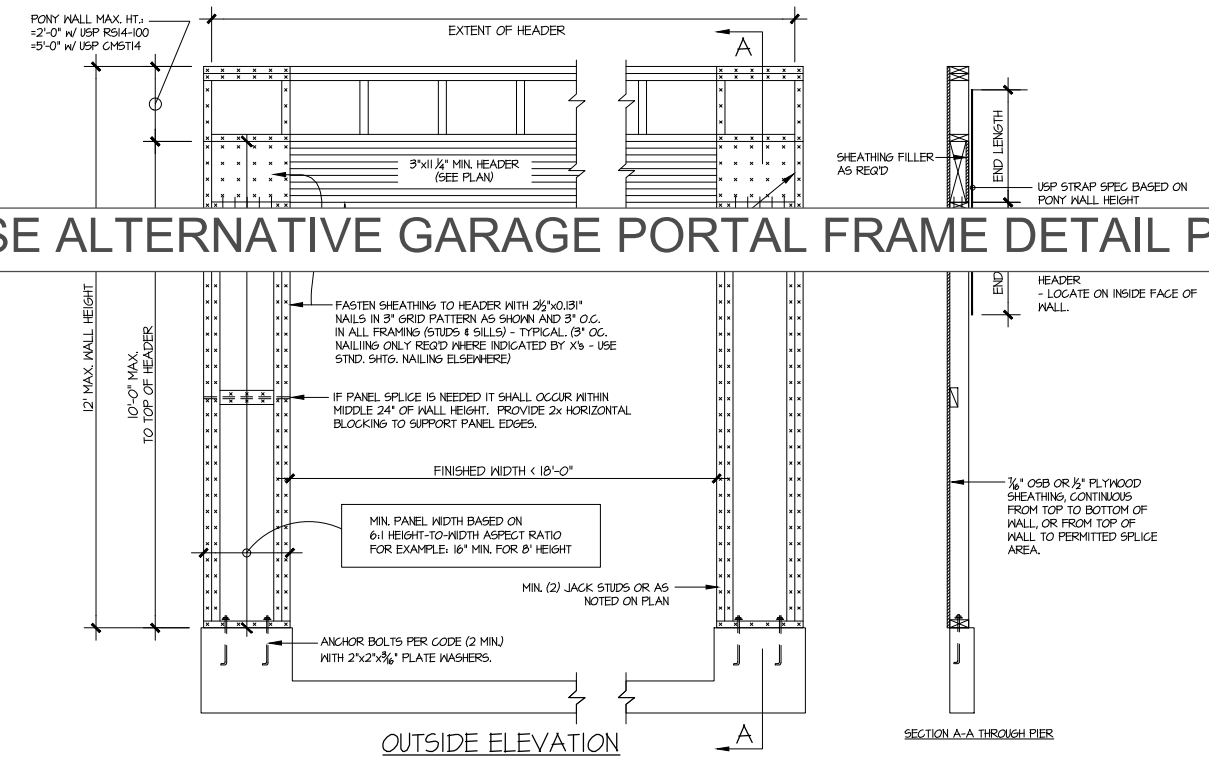 PONY WALL MAX. HT.:
=2'-0" W/ USP RS14-100
=5'-0" W/ USP CMST14
EXTENT OF HEADER
A
3"x11 1/4" MIN. HEADER
(SEE PLAN)
SHEATHING FILLER
AS REQ'D
END LENGTH
USP STRAP SPEC BASED ON
PONY WALL HEIGHT
SE ALTERNATIVE GARAGE PORTAL FRAME DETAIL P
END
HEADER
- LOCATE ON INSIDE FACE OF
WALL.
12' MAX. WALL HEIGHT
10'-0" MAX.
TO TOP OF HEADER
FASTEN SHEATHING TO HEADER WITH 2½"x0.131"
NAILS IN 3" GRID PATTERN AS SHOWN AND 3" O.C.
IN ALL FRAMING (STUDS & SILLS) - TYPICAL. (3" OC.
NAILING ONLY REQ'D WHERE INDICATED BY X's - USE
STND. SHTG. NAILING ELSEWHERE)
IF PANEL SPLICE IS NEEDED IT SHALL OCCUR WITHIN
MIDDLE 24" OF WALL HEIGHT. PROVIDE 2x HORIZONTAL
BLOCKING TO SUPPORT PANEL EDGES.
FINISHED WIDTH < 18'-0"
MIN. PANEL WIDTH BASED ON
6:1 HEIGHT-TO-WIDTH ASPECT RATIO
FOR EXAMPLE: 16" MIN. FOR 8' HEIGHT
7/16" OSB OR ½" PLYWOOD
SHEATHING, CONTINUOUS
FROM TOP TO BOTTOM OF
WALL, OR FROM TOP OF
WALL TO PERMITTED SPLICE
AREA.
MIN. (2) JACK STUDS OR AS
NOTED ON PLAN
ANCHOR BOLTS PER CODE (2 MIN.)
WITH 2"x2"x3/16" PLATE WASHERS.
A
OUTSIDE ELEVATION
SECTION A-A THROUGH PIER